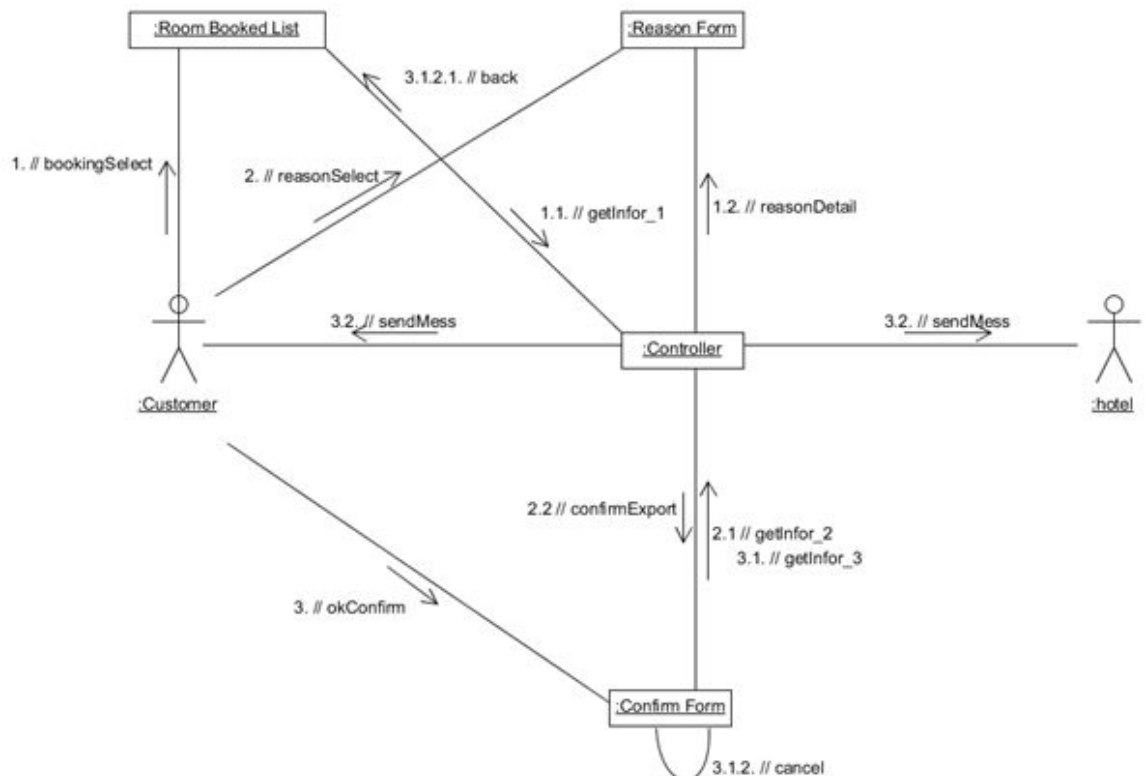 :Room Booked List
:Reason Form
3.1.2.1. // back
1. // bookingSelect
2. // reasonSelect
1.1. // getInfor_1
1.2. // reasonDetail
3.2. // sendMess
3.2. // sendMess
:Controller
:Customer
:hotel
2.2 // confirmExport
2.1 // getInfor_2
3.1. // getInfor_3
3. // okConfirm
:Confirm Form
3.1.2. // cancel